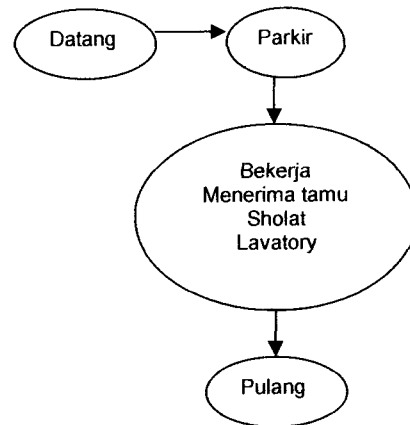 Datang
Parkir
Bekerja
Menerima tamu
Sholat
Lavatory
Pulang